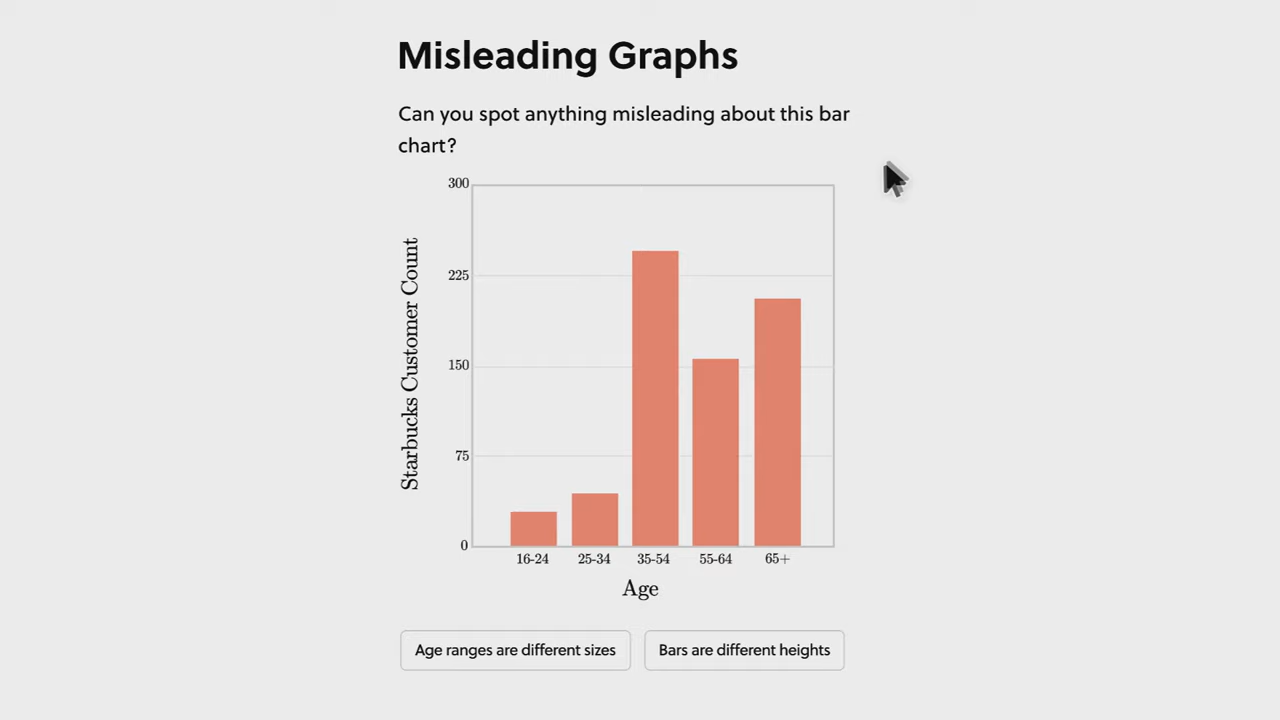 Misleading Graphs
Can you spot anything misleading about this bar
chart?
300
225
150
75
0
Starbucks Customer Count
16-24
25-34
35-54
55-64
65+
Age
Age ranges are different sizes
Bars are different heights